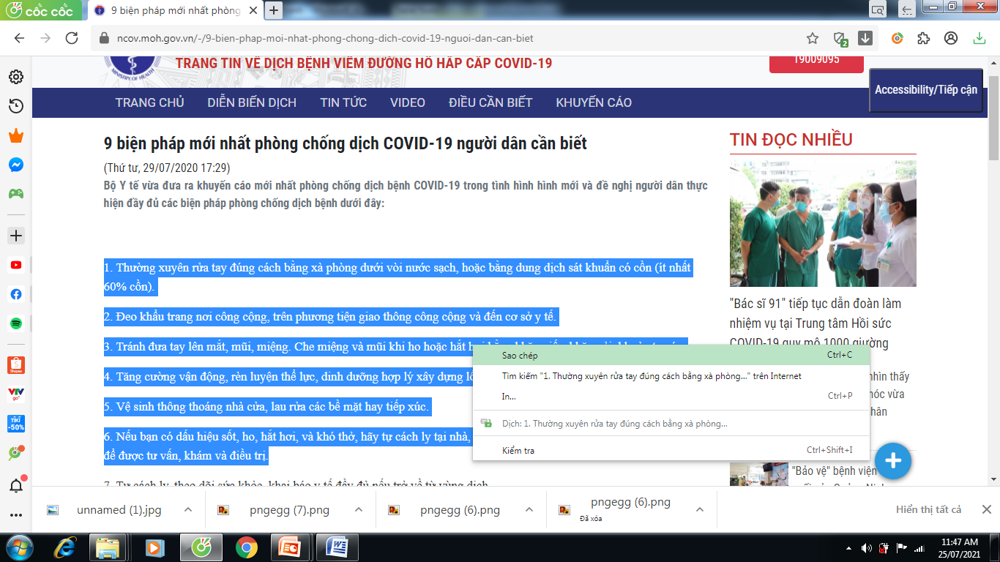 cốc cốc
9 biện pháp mới nhất phòng
ncov.moh.gov.vn/-/9-bien-phap-moi-nhat-phong-chong-dich-covid-19-nguoi-dan-can-biet
2
MINISTRY OF HEALTH
TRANG TIN VỀ DỊCH BỆNH VIÊM ĐƯỜNG HÔ HẤP CẤP COVID-19
19009095
Accessibility/Tiếp cận
TRANG CHỦ DIỄN BIẾN DỊCH TIN TỨC VIDEO ĐIỀU CẦN BIẾT KHUYẾN CÁO
9 biện pháp mới nhất phòng chống dịch COVID-19 người dân cần biết
(Thứ tư, 29/07/2020 17:29)
Bộ Y tế vừa đưa ra khuyến cáo mới nhất phòng chống dịch bệnh COVID-19 trong tình hình hình mới và đề nghị người dân thực
hiện đầy đủ các biện pháp phòng chống dịch bệnh dưới đây:
1. Thường xuyên rửa tay đúng cách bằng xà phòng dưới vòi nước sạch, hoặc bằng dung dịch sát khuẩn có cồn (ít nhất
60% cồn).
2. Đeo khẩu trang nơi công cộng, trên phương tiện giao thông công cộng và đến cơ sở y tế.
3. Tránh đưa tay lên mắt, mũi, miệng. Che miệng và mũi khi ho hoặc hắt
4. Tăng cường vận động, rèn luyện thể lực, dinh dưỡng hợp lý xây dựng
5. Vệ sinh thông thoáng nhà cửa, lau rửa các bề mặt hay tiếp xúc.
6. Nếu bạn có dấu hiệu sốt, ho, hắt hơi, và khó thở, hãy tự cách ly tại nhà,
để được tư vấn, khám và điều trị.
7. Tự cách ly, theo dõi sức khỏe, khai báo y tế đầy đủ nếu trở về từ vùng dịch
TIN ĐỌC NHIỀU
"Bác sĩ 91" tiếp tục dẫn đoàn làm
nhiệm vụ tại Trung tâm Hồi sức
COVID-19 quy mô 1000 giường
nhìn thấy
vừa
"Bảo vệ" bệnh viện
Sao chép Ctrl+C
Tìm kiếm "1. Thường xuyên rửa tay đúng cách bằng xà phòng..." trên Internet
In... Ctrl+P
Dịch: 1. Thường xuyên rửa tay đúng cách bằng xà phòng...
Kiểm tra Ctrl+Shift+I
Shopee
VTV
go
TIKI
-50%
unnamed (1).jpg
pngegg (7).png
pngegg (6).png
pngegg (6).png
Đã xóa
Hiển thị tất cả
11:47 AM
25/07/2021